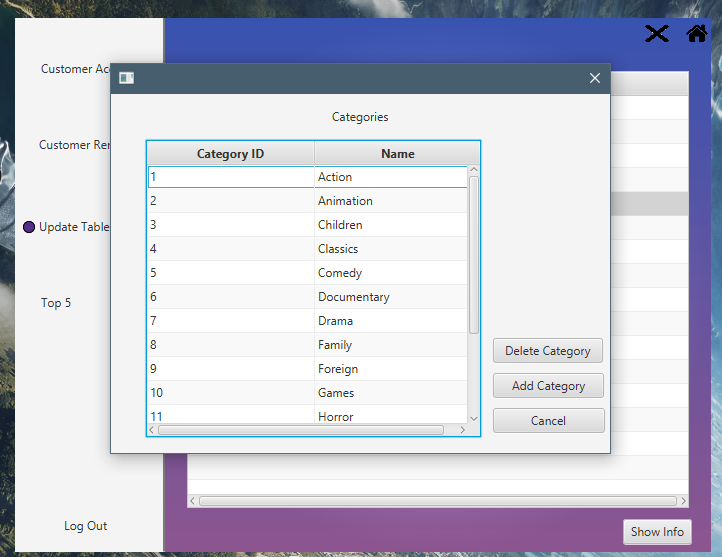 Customer Acc
Customer Ren
Update Table
Top 5
Log Out
Categories
Category ID Name
1 Action
2 Animation
3 Children
4 Classics
5 Comedy
6 Documentary
7 Drama
8 Family
9 Foreign
10 Games
11 Horror
Delete Category
Add Category
Cancel
Show Info